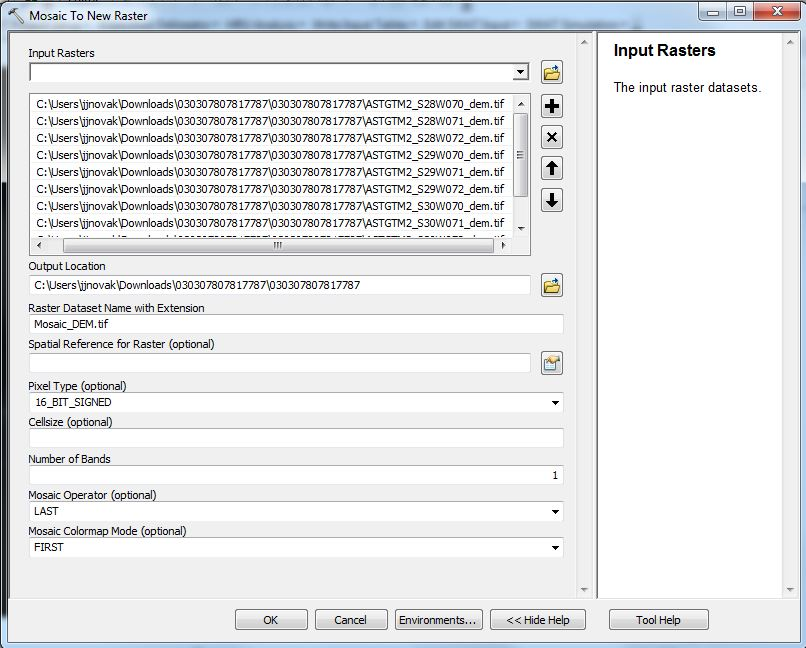 Mosaic To New Raster
Input Rasters
C:\Users\jjnovak\Downloads\030307807817787\030307807817787\ASTGTM2_S28W070_dem.tif
C:\Users\jjnovak\Downloads\030307807817787\030307807817787\ASTGTM2_S28W071_dem.tif
C:\Users\jjnovak\Downloads\030307807817787\030307807817787\ASTGTM2_S28W072_dem.tif
C:\Users\jjnovak\Downloads\030307807817787\030307807817787\ASTGTM2_S29W070_dem.tif
C:\Users\jjnovak\Downloads\030307807817787\030307807817787\ASTGTM2_S29W071_dem.tif
C:\Users\jjnovak\Downloads\030307807817787\030307807817787\ASTGTM2_S29W072_dem.tif
C:\Users\jjnovak\Downloads\030307807817787\030307807817787\ASTGTM2_S30W070_dem.tif
C:\Users\jjnovak\Downloads\030307807817787\030307807817787\ASTGTM2_S30W071_dem.tif
Output Location
C:\Users\jjnovak\Downloads\030307807817787\030307807817787
Raster Dataset Name with Extension
Mosaic_DEM.tif
Spatial Reference for Raster (optional)
Pixel Type (optional)
16_BIT_SIGNED
Cellsize (optional)
Number of Bands
1
Mosaic Operator (optional)
LAST
Mosaic Colormap Mode (optional)
FIRST
OK
Cancel
Environments...
<< Hide Help
Tool Help
Input Rasters
The input raster datasets.